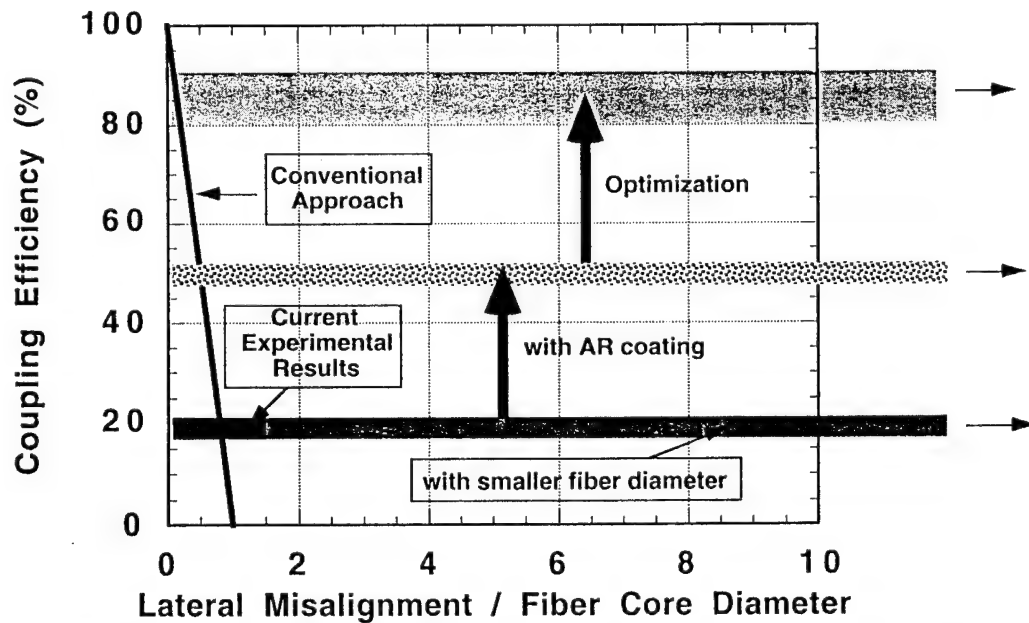 100
80
60
40
20
0
Coupling Efficiency (%)
Conventional
Approach
Optimization
Current
Experimental
Results
with AR coating
with smaller fiber diameter
0 2 4 6 8 10
Lateral Misalignment / Fiber Core Diameter